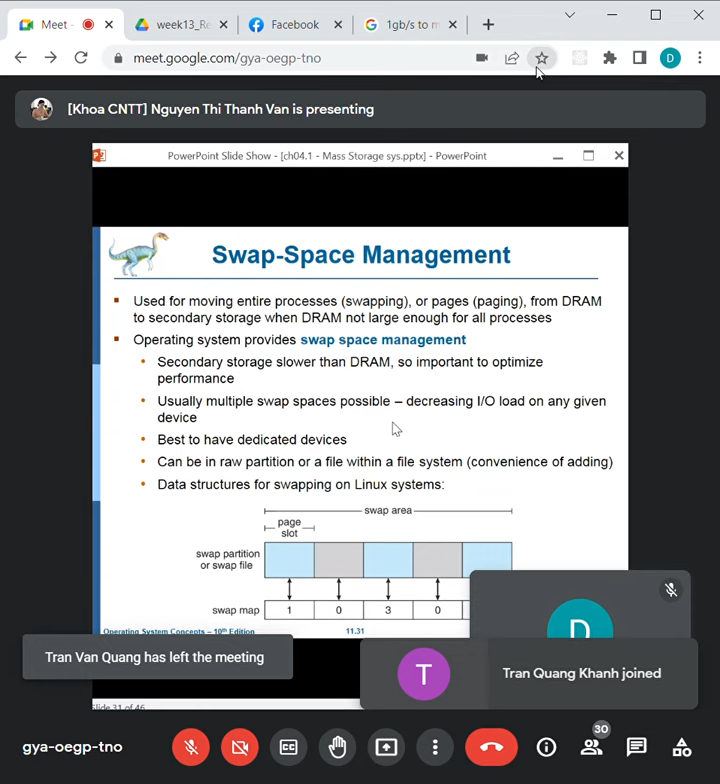 Meet -
week13_Re
Facebook
1gb/s to m
meet.google.com/gya-oegp-tno
D
[Khoa CNTT] Nguyen Thi Thanh Van is presenting
PowerPoint Slide Show - [ch04.1 - Mass Storage sys.pptx] - PowerPoint
Swap-Space Management
Used for moving entire processes (swapping), or pages (paging), from DRAM
to secondary storage when DRAM not large enough for all processes
Operating system provides swap space management
Secondary storage slower than DRAM, so important to optimize
performance
Usually multiple swap spaces possible – decreasing I/O load on any given
device
Best to have dedicated devices
Can be in raw partition or a file within a file system (convenience of adding)
Data structures for swapping on Linux systems:
swap area
page
slot
swap partition
or swap file
swap map 1 0 3 0
Operating System Concepts – 10th Edition 11.31
D
Tran Van Quang has left the meeting
T
Tran Quang Khanh joined
Slide 31 of 46
gya-oegp-tno
30